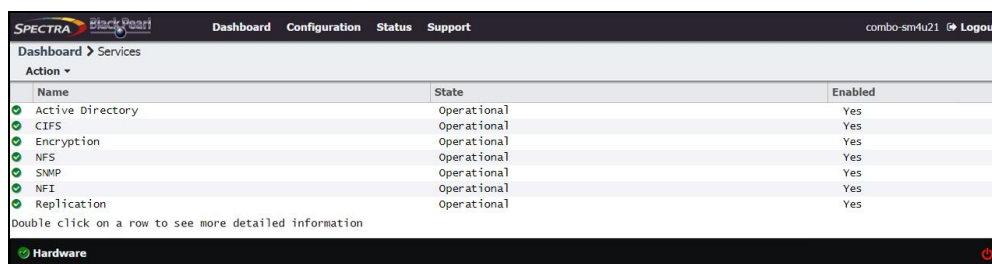 SPECTRA BlackPearl Dashboard Configuration Status Support combo-sm4u21 Logou
Dashboard > Services
Action
Name State Enabled
Active Directory Operational Yes
CIFS Operational Yes
Encryption Operational Yes
NFS Operational Yes
SNMP Operational Yes
NFI Operational Yes
Replication Operational Yes
Double click on a row to see more detailed information
Hardware